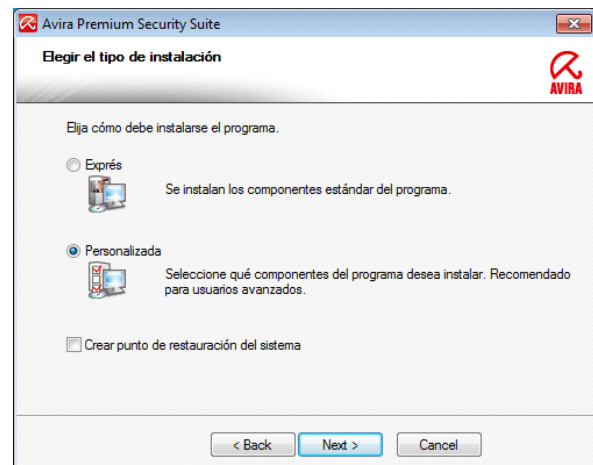 Avira Premium Security Suite
Elegir el tipo de instalación
AVIRA
Elija cómo debe instalarse el programa.
Exprés
Se instalan los componentes estándar del programa.
Personalizada
Seleccione qué componentes del programa desea instalar. Recomendado
para usuarios avanzados.
Crear punto de restauración del sistema
< Back Next > Cancel